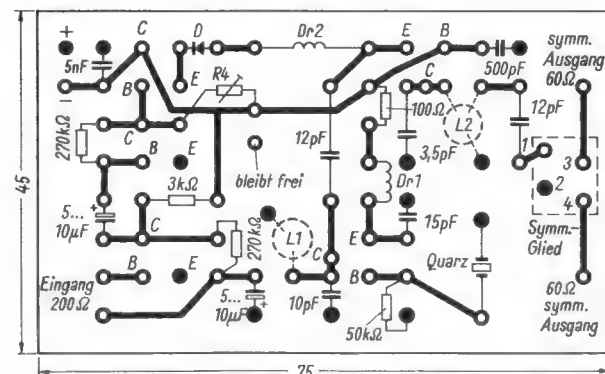 +
C
D
Dr2
E
B
symm.
Ausgang
60Ω
5nF
500pF
−
B
E
R4
C
100Ω
L2
12pF
270kΩ
C
12pF
3,5pF
1
3
B
E
bleibt frei
2
3kΩ
Dr1
4
5...
10µF
C
270kΩ
L1
E
15pF
Symm.-
Glied
C
Eingang
200Ω
B
E
B
Quarz
5...
10µF
+
10pF
50kΩ
60Ω
symm.
Ausgang
45
75